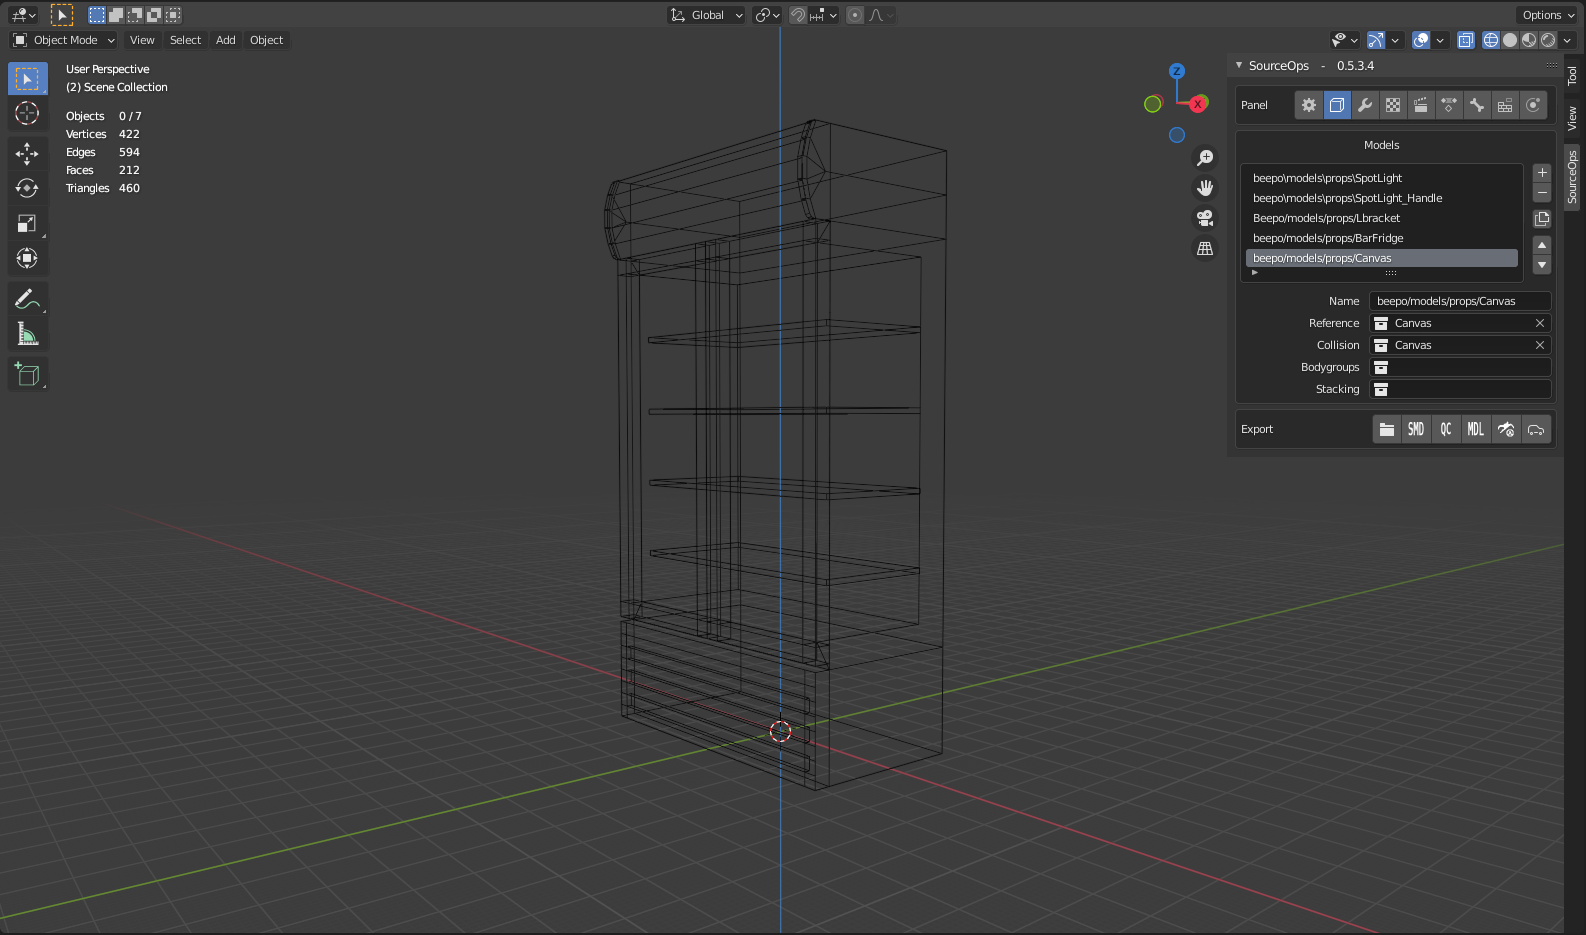 Global
Options
Object Mode
View
Select
Add
Object
User Perspective
(2) Scene Collection
Objects 0 / 7
Vertices 422
Edges 594
Faces 212
Triangles 460
Z
X
SourceOps - 0.5.3.4
Panel
Models
beepo\models\props\SpotLight
beepo\models\props\SpotLight_Handle
Beepo/models/props/Lbracket
beepo/models/props/BarFridge
beepo/models/props/Canvas
Name beepo/models/props/Canvas
Reference Canvas
Collision Canvas
Bodygroups
Stacking
Export SMD QC MDL
Tool
View
SourceOps